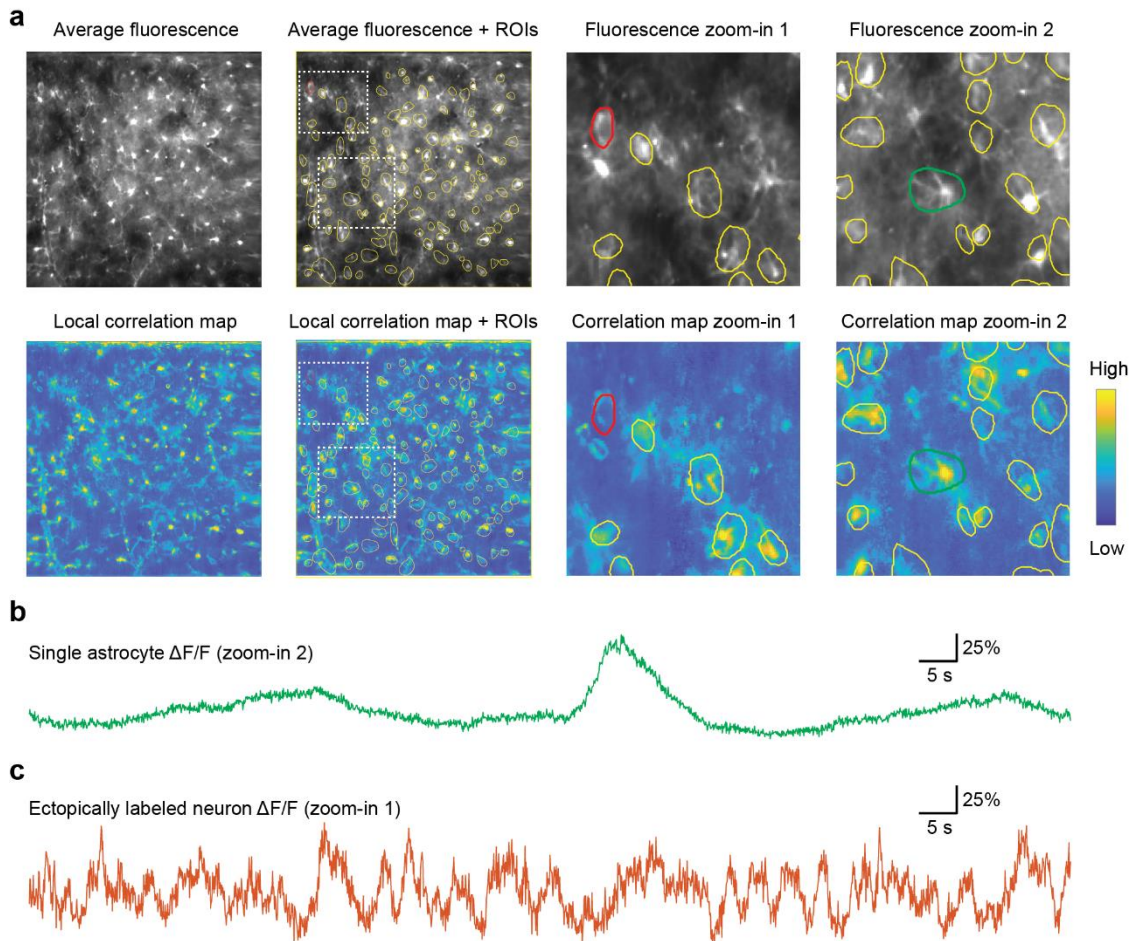 a
Average fluorescence
Average fluorescence + ROIs
Fluorescence zoom-in 1
Fluorescence zoom-in 2
Local correlation map
Local correlation map + ROIs
Correlation map zoom-in 1
Correlation map zoom-in 2
High
Low
b
Single astrocyte ΔF/F (zoom-in 2)
25%
5 s
c
Ectopically labeled neuron ΔF/F (zoom-in 1)
25%
5 s